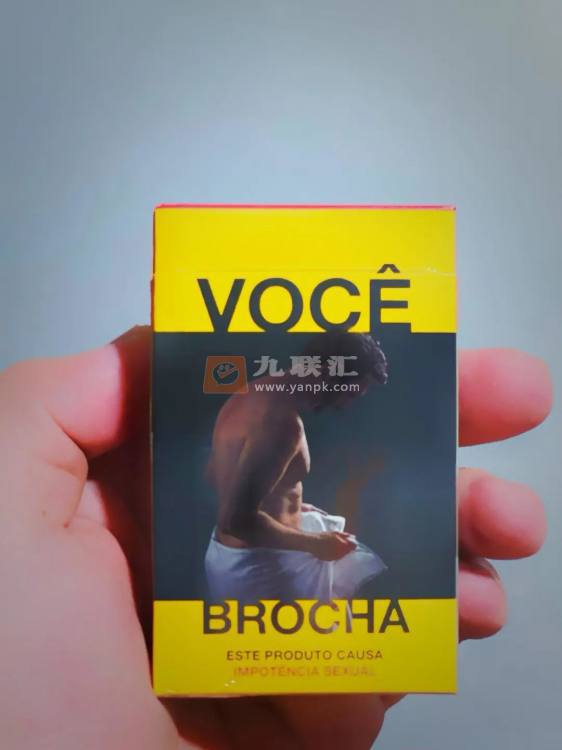 VOCÊ
九联汇
www.yanpk.com
BROCHA
ESTE PRODUTO CAUSA
IMPOTÊNCIA SEXUAL